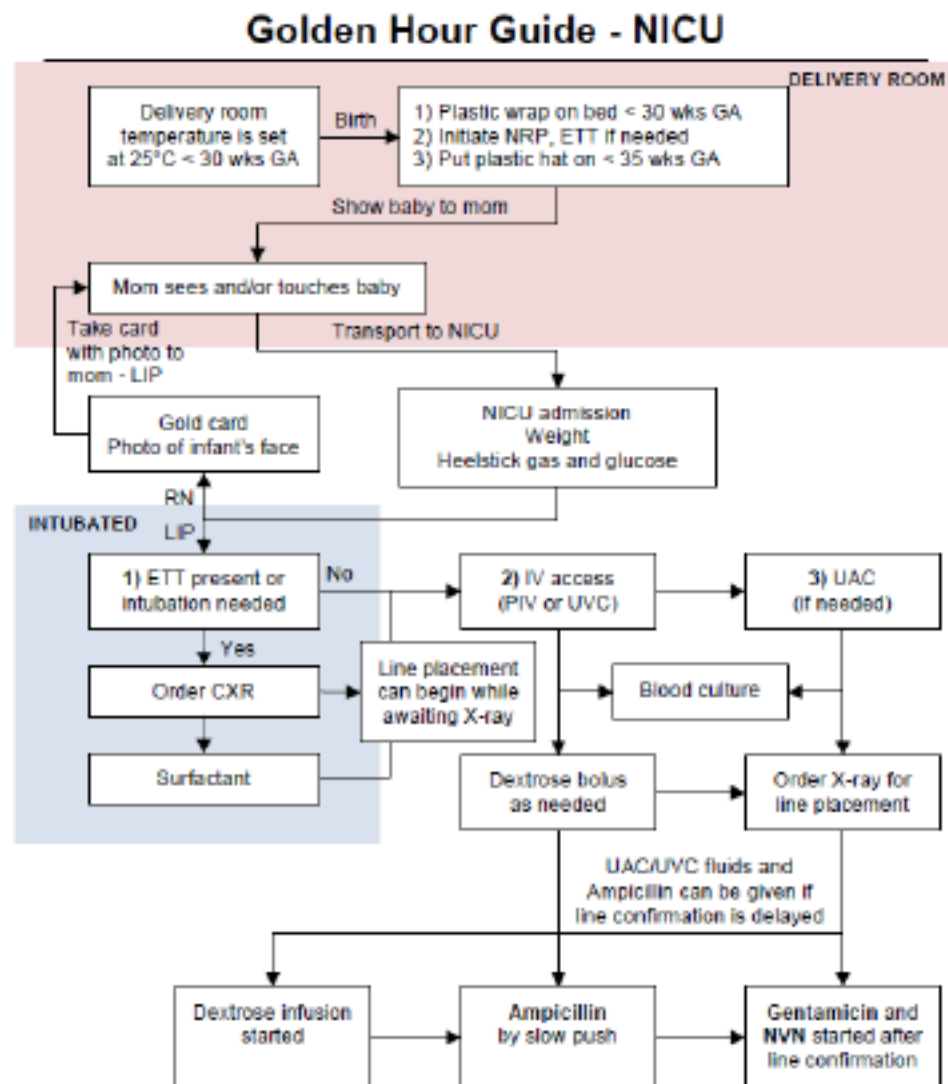 Golden Hour Guide - NICU
DELIVERY ROOM
Delivery room
temperature is set
at 25°C < 30 wks GA
Birth
1) Plastic wrap on bed < 30 wks GA
2) Initiate NRP, ETT if needed
3) Put plastic hat on < 35 wks GA
Show baby to mom
Mom sees and/or touches baby
Take card
with photo to
mom - LIP
Transport to NICU
Gold card
Photo of infant's face
NICU admission
Weight
Heelstick gas and glucose
RN
INTUBATED
LIP
1) ETT present or
intubation needed
No
2) IV access
(PIV or UVC)
3) UAC
(if needed)
Yes
Order CXR
Line placement
can begin while
awaiting X-ray
Blood culture
Surfactant
Dextrose bolus
as needed
Order X-ray for
line placement
UAC/UVC fluids and
Ampicillin can be given if
line confirmation is delayed
Dextrose infusion
started
Ampicillin
by slow push
Gentamicin and
NVN started after
line confirmation